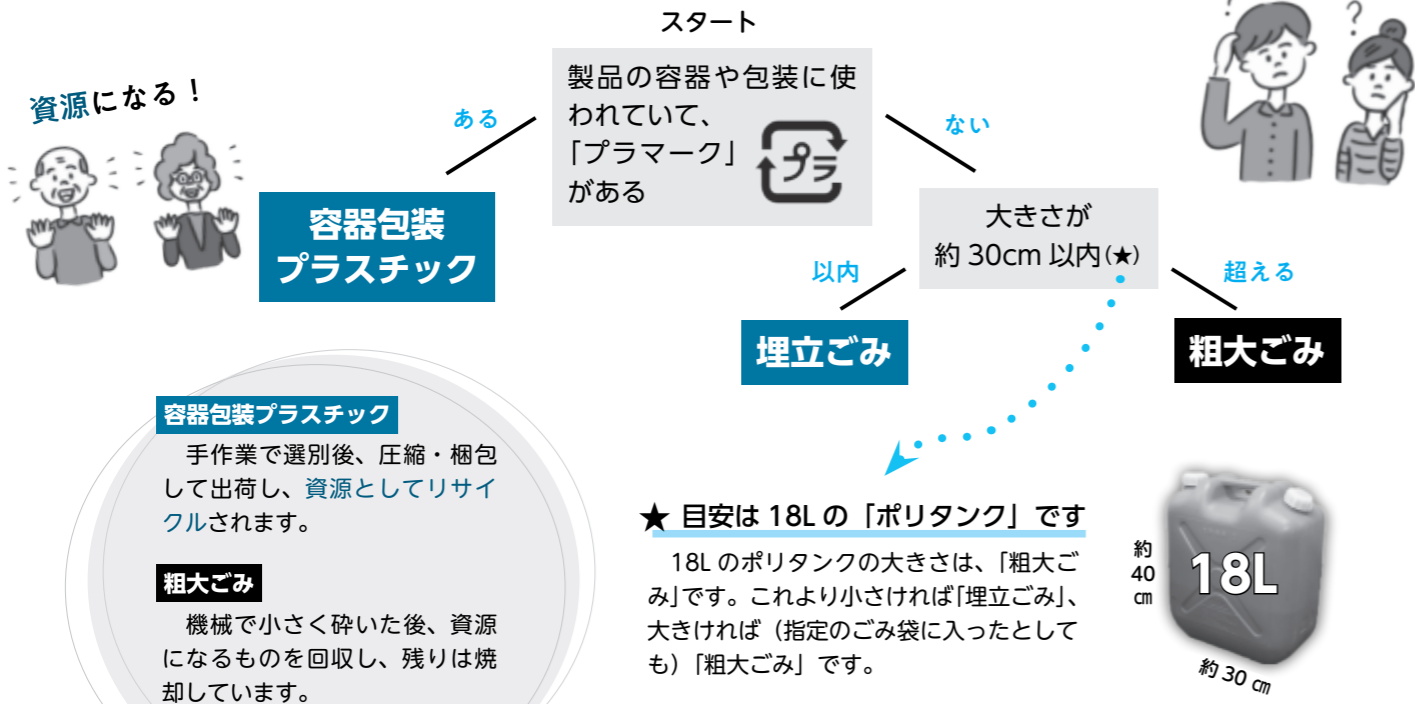 スタート
製品の容器や包装に使
われていて、
「プラマーク」
がある
プラ
資源になる！
ある
ない
容器包装
プラスチック
大きさが
約30cm以内(★)
以内
超える
埋立ごみ
粗大ごみ
?
?
容器包装プラスチック
手作業で選別後、圧縮・梱包
して出荷し、資源としてリサイ
クルされます。
粗大ごみ
機械で小さく砕いた後、資源
になるものを回収し、残りは焼
却しています。
★ 目安は 18L の「ポリタンク」です
18Lのポリタンクの大きさは、「粗大ご
み」です。これより小さければ「埋立ごみ」、
大きければ（指定のごみ袋に入ったとして
も）「粗大ごみ」です。
約
40
㎝
18L
約30㎝